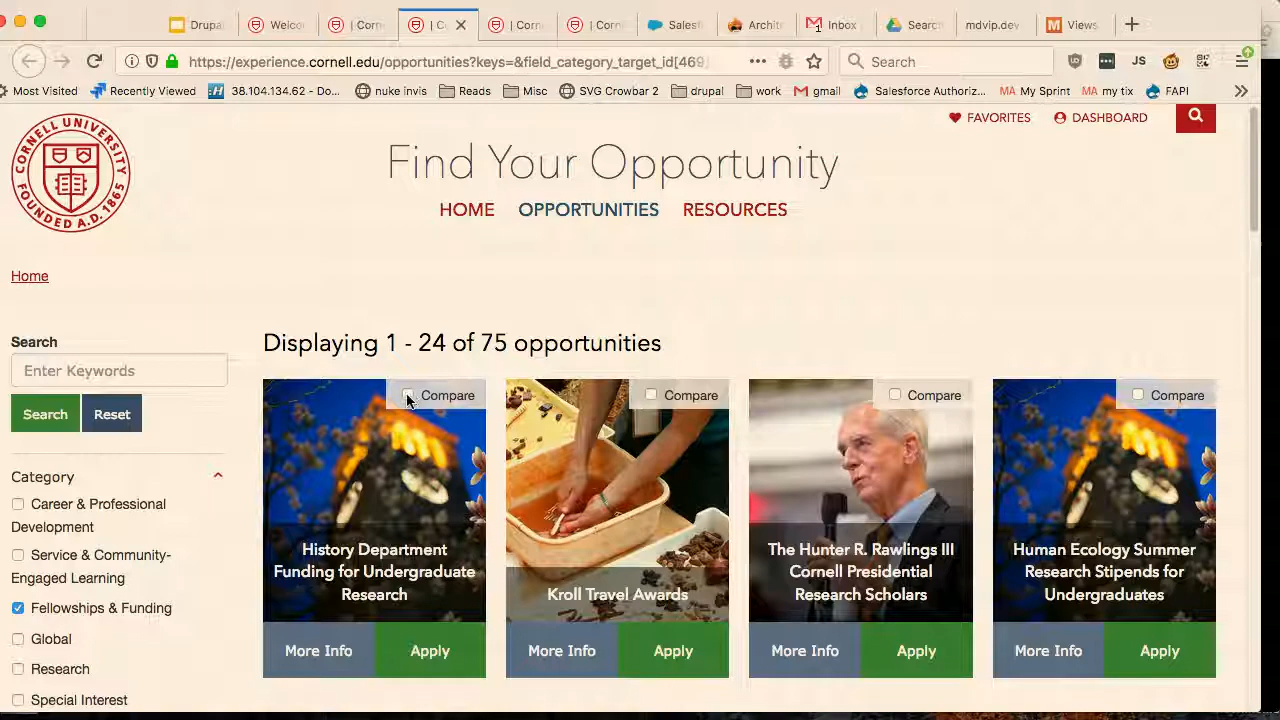 Drupa
Welco
| Corn
| C
| Corn
| Corn
Salesf
Archit
Inbox
Search
mdvip.dev
Views
https://experience.cornell.edu/opportunities?keys=&field_category_target_id[469]
Search
Most Visited
Recently Viewed
38.104.134.62 - Do...
nuke invis
Reads
Misc
SVG Crowbar 2
drupal
work
gmail
Salesforce Authoriz...
MA My Sprint
MA my tix
FAPI
CORNELL UNIVERSITY
FOUNDED A.D. 1865
FAVORITES
DASHBOARD
Find Your Opportunity
HOME
OPPORTUNITIES
RESOURCES
Home
Search
Enter Keywords
Search
Reset
Category
Career & Professional
Development
Service & Community-
Engaged Learning
Fellowships & Funding
Global
Research
Special Interest
Displaying 1 - 24 of 75 opportunities
Compare
History Department
Funding for Undergraduate
Research
More Info
Apply
Compare
Kroll Travel Awards
More Info
Apply
Compare
The Hunter R. Rawlings III
Cornell Presidential
Research Scholars
More Info
Apply
Compare
Human Ecology Summer
Research Stipends for
Undergraduates
More Info
Apply